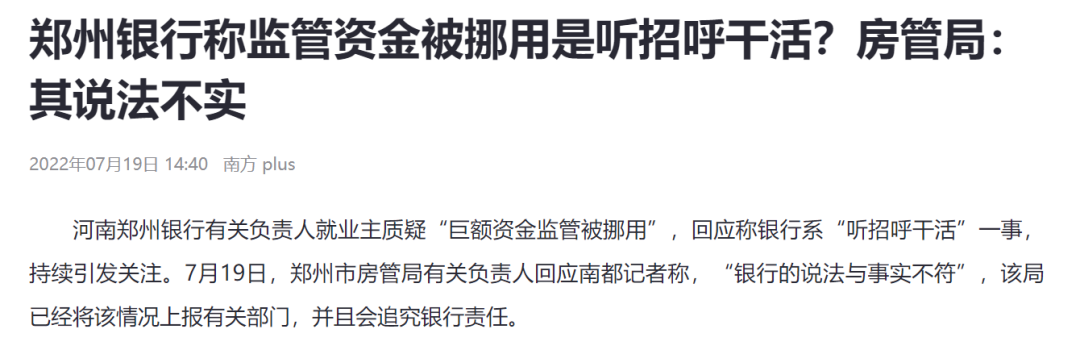 郑州银行称监管资金被挪用是听招呼干活？房管局：
其说法不实
2022年07月19日 14:40 南方 plus
河南郑州银行有关负责人就业主质疑“巨额资金监管被挪用”，回应称银行系“听招呼干活”一事，
持续引发关注。7月19日，郑州市房管局有关负责人回应南都记者称，“银行的说法与事实不符”，该局
已经将该情况上报有关部门，并且会追究银行责任。